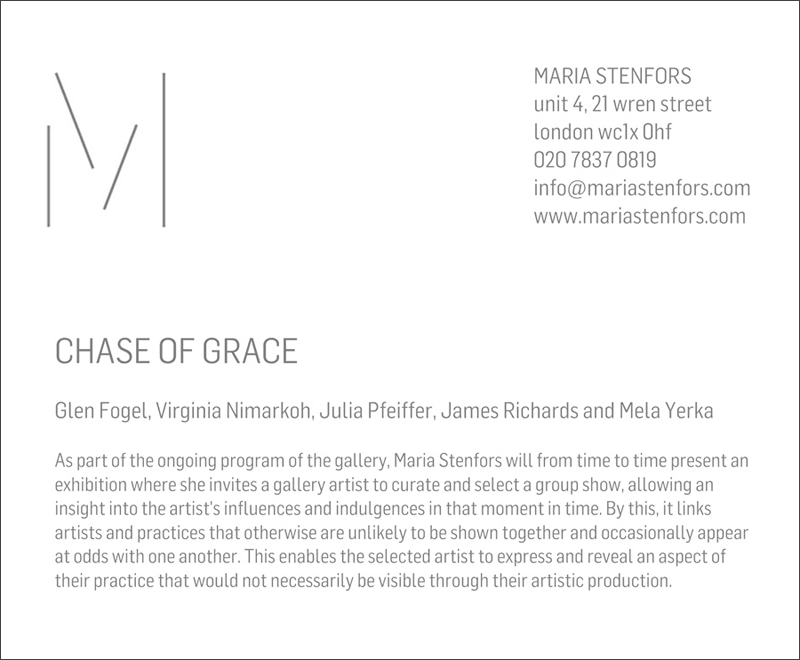 M
MARIA STENFORS
unit 4, 21 wren street
london wc1x 0hf
020 7837 0819
info@mariastenfors.com
www.mariastenfors.com
CHASE OF GRACE
Glen Fogel, Virginia Nimarkoh, Julia Pfeiffer, James Richards and Mela Yerka
As part of the ongoing program of the gallery, Maria Stenfors will from time to time present an
exhibition where she invites a gallery artist to curate and select a group show, allowing an
insight into the artist's influences and indulgences in that moment in time. By this, it links
artists and practices that otherwise are unlikely to be shown together and occasionally appear
at odds with one another. This enables the selected artist to express and reveal an aspect of
their practice that would not necessarily be visible through their artistic production.